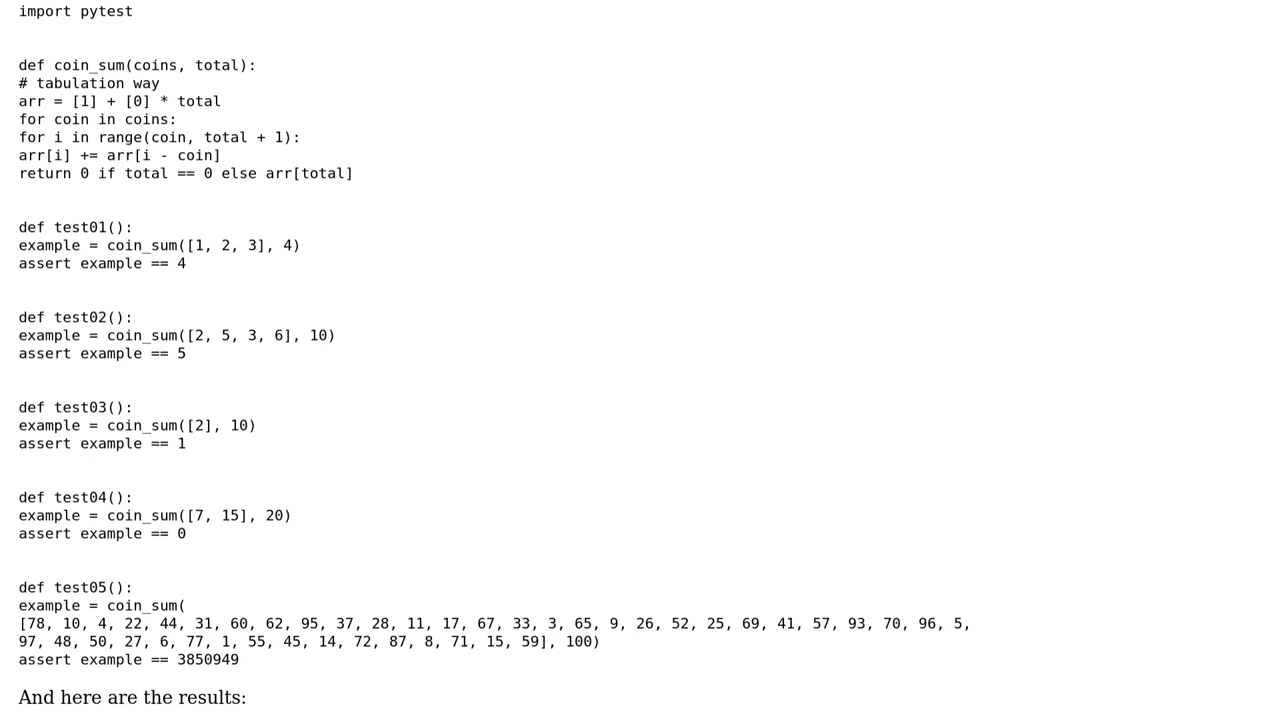 import pytest
def coin_sum(coins, total):
# tabulation way
arr = [1] + [0] * total
for coin in coins:
for i in range(coin, total + 1):
arr[i] += arr[i - coin]
return 0 if total == 0 else arr[total]
def test01():
example = coin_sum([1, 2, 3], 4)
assert example == 4
def test02():
example = coin_sum([2, 5, 3, 6], 10)
assert example == 5
def test03():
example = coin_sum([2], 10)
assert example == 1
def test04():
example = coin_sum([7, 15], 20)
assert example == 0
def test05():
example = coin_sum(
[78, 10, 4, 22, 44, 31, 60, 62, 95, 37, 28, 11, 17, 67, 33, 3, 65, 9, 26, 52, 25, 69, 41, 57, 93, 70, 96, 5,
97, 48, 50, 27, 6, 77, 1, 55, 45, 14, 72, 87, 8, 71, 15, 59], 100)
assert example == 3850949
And here are the results: